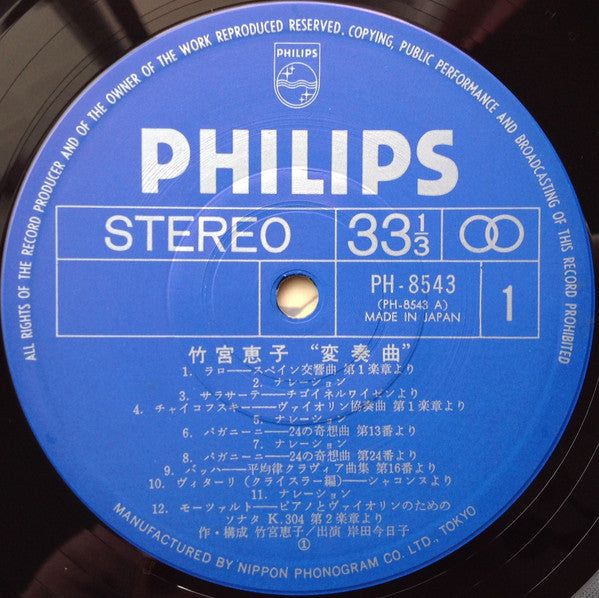 ALL RIGHTS OF THE RECORD PRODUCER AND OF THE OWNER OF THE WORK REPRODUCED RESERVED. COPYING, PUBLIC PERFORMANCE AND BROADCASTING OF THIS RECORD PROHIBITED
PHILIPS
PHILIPS
STEREO 33⅓
PH-8543
(PH-8543 A)
MADE IN JAPAN
1
竹宮恵子 “変奏曲”
1. ラロ──スペイン交響曲 第1楽章より
2. ナレーション
3. サラサーテ──チゴイネルワイゼンより
4. チャイコフスキー──ヴァイオリン協奏曲 第1楽章より
5. ナレーション
6. パガニーニ──24の奇想曲 第13番より
7. ナレーション
8. パガニーニ──24の奇想曲 第24番より
9. バッハ──平均律クラヴィア曲集 第16番より
10. ヴィターリ(クライスラー編)──シャコンヌより
11. ナレーション
12. モーツァルト──ピアノとヴァイオリンのための
ソナタ K.304 第2楽章より
作・構成 竹宮恵子/出演 岸田今日子
①
MANUFACTURED BY NIPPON PHONOGRAM CO. LTD., TOKYO